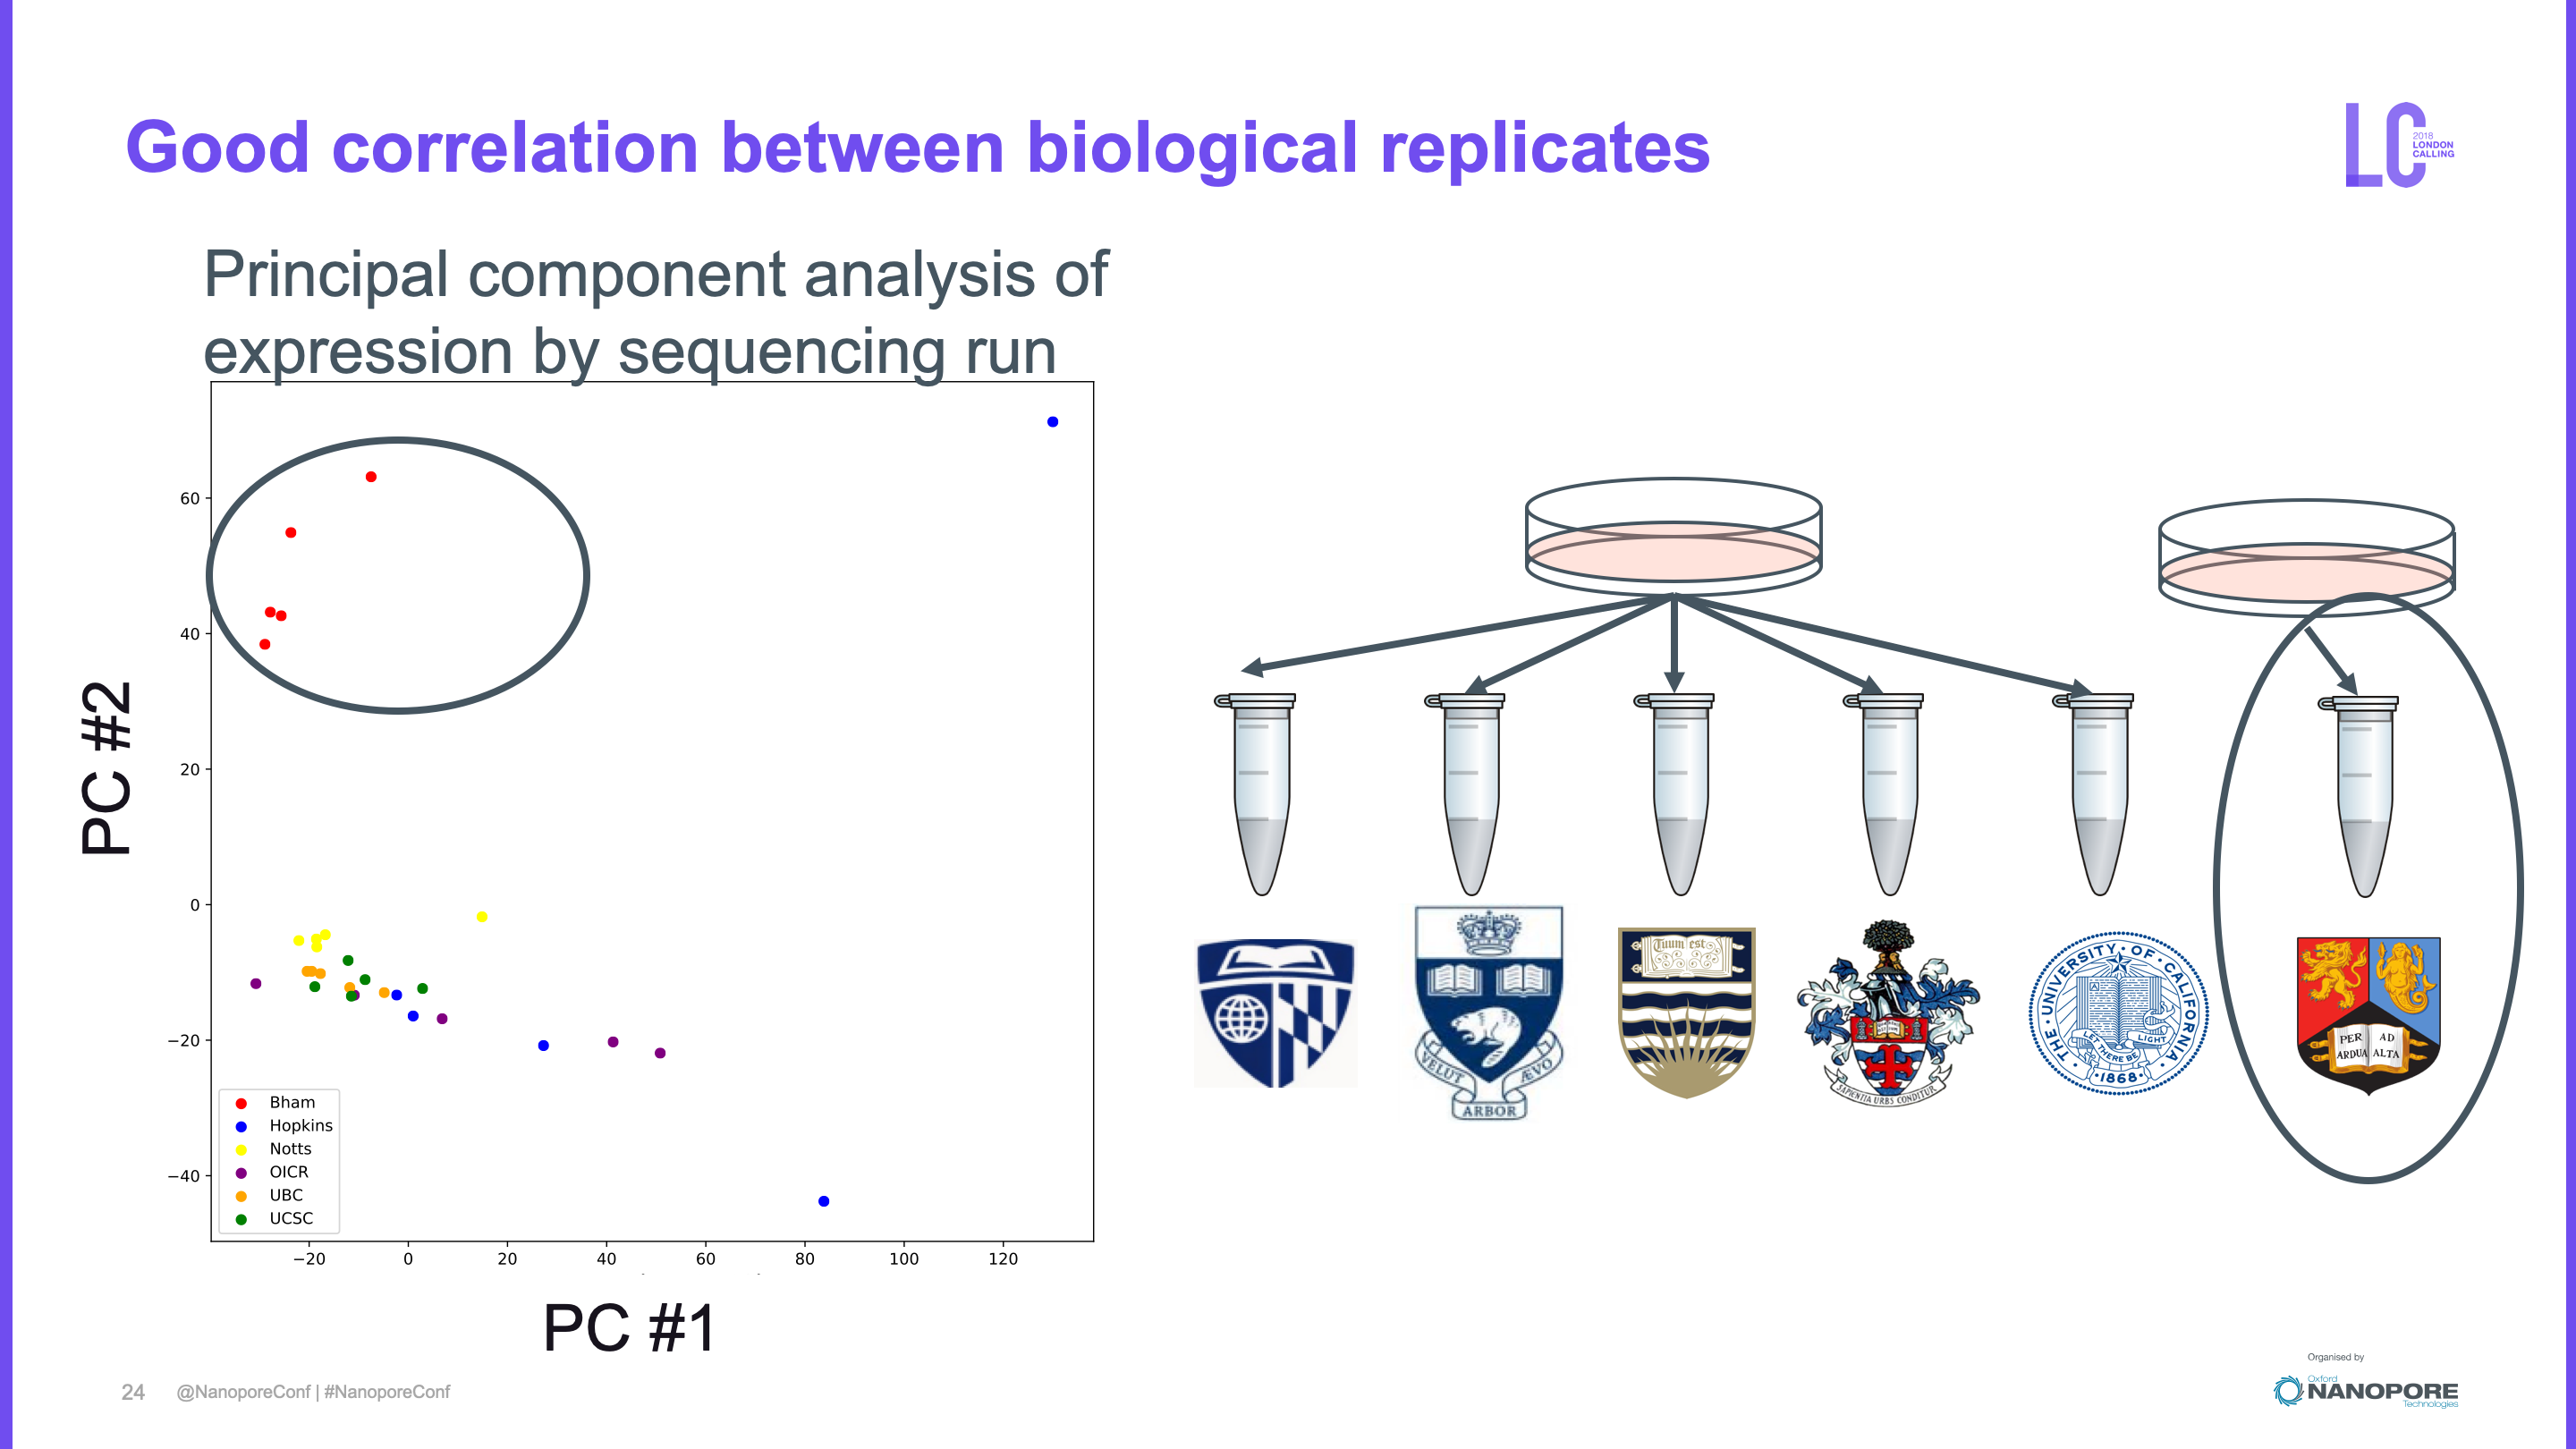 Good correlation between biological replicates
2018
LONDON
CALLING
Principal component analysis of
expression by sequencing run
60
40
20
0
−20
−40
PC #2
Bham
Hopkins
Notts
OICR
UBC
UCSC
−20 0 20 40 60 80 100 120
PC #1
VELUT ÆVO
ARBOR
Tuum est
SAPIENTIA URBS CONDITUR
THE · UNIVERSITY · OF · CALIFORNIA
A
LET THERE BE LIGHT
· 1868 ·
PER AD
ARDUA ALTA
24 @NanoporeConf | #NanoporeConf
Organised by
Oxford
NANOPORE
Technologies